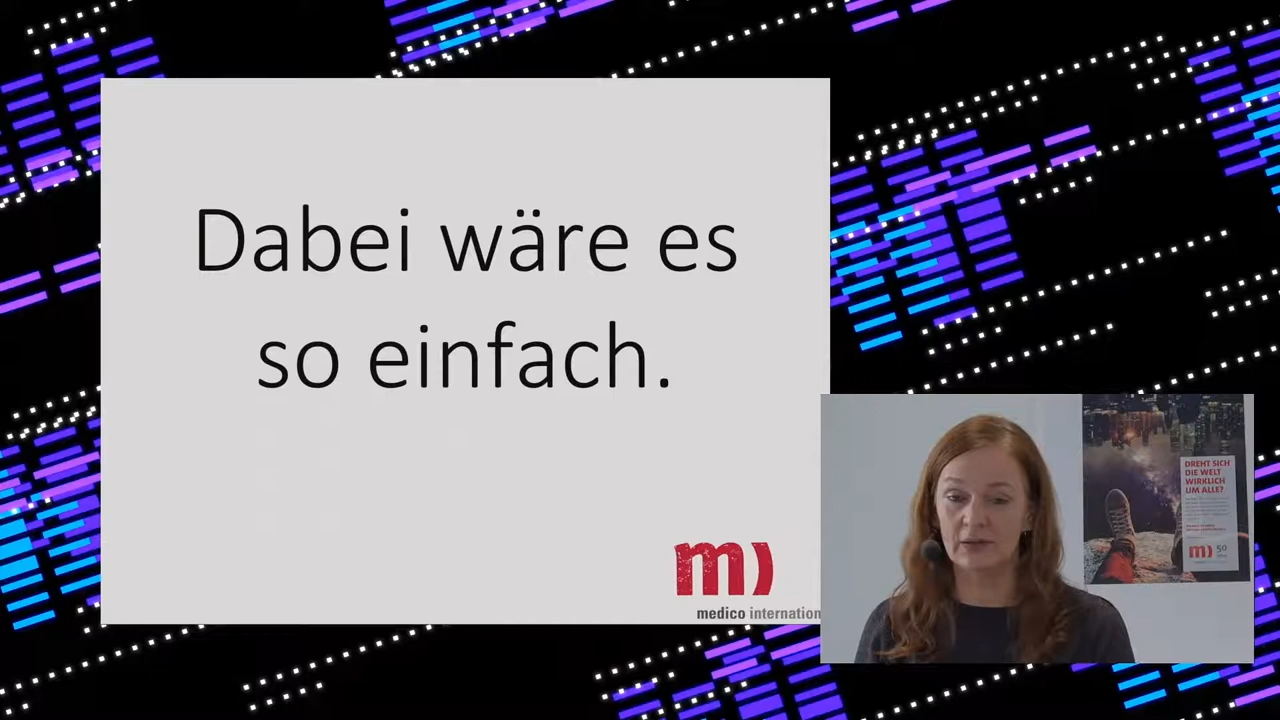 Dabei wäre es
so einfach.
m)
medico internation
DREHT SICH
DIE WELT
WIRKLICH
UM ALLE?
m) 50